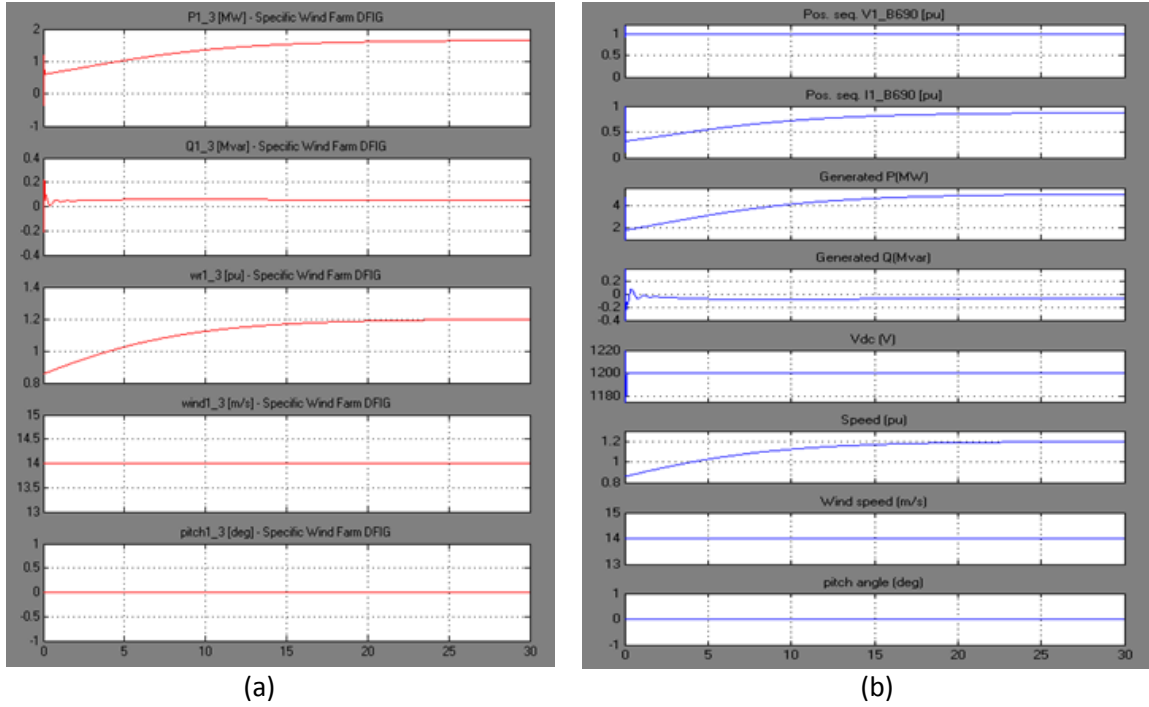 P1_3 [MW] - Specific Wind Farm DFIG
2
1
0
-1
Q1_3 [Mvar] - Specific Wind Farm DFIG
0.4
0.2
0
-0.2
-0.4
wr1_3 [pu] - Specific Wind Farm DFIG
1.4
1.2
1
0.8
wind1_3 [m/s] - Specific Wind Farm DFIG
15
14.5
14
13.5
13
pitch1_3 [deg] - Specific Wind Farm DFIG
1
0.5
0
-0.5
-1
0 5 10 15 20 25 30
(a)
Pos. seq. V1_B690 [pu]
1
0.5
0
Pos. seq. I1_B690 [pu]
1
0.5
0
Generated P(MW)
4
2
Generated Q(Mvar)
0.2
0
-0.2
-0.4
Vdc (V)
1220
1200
1180
Speed (pu)
1.2
1
0.8
Wind speed (m/s)
15
14
13
pitch angle (deg)
1
0
-1
0 5 10 15 20 25 30
(b)